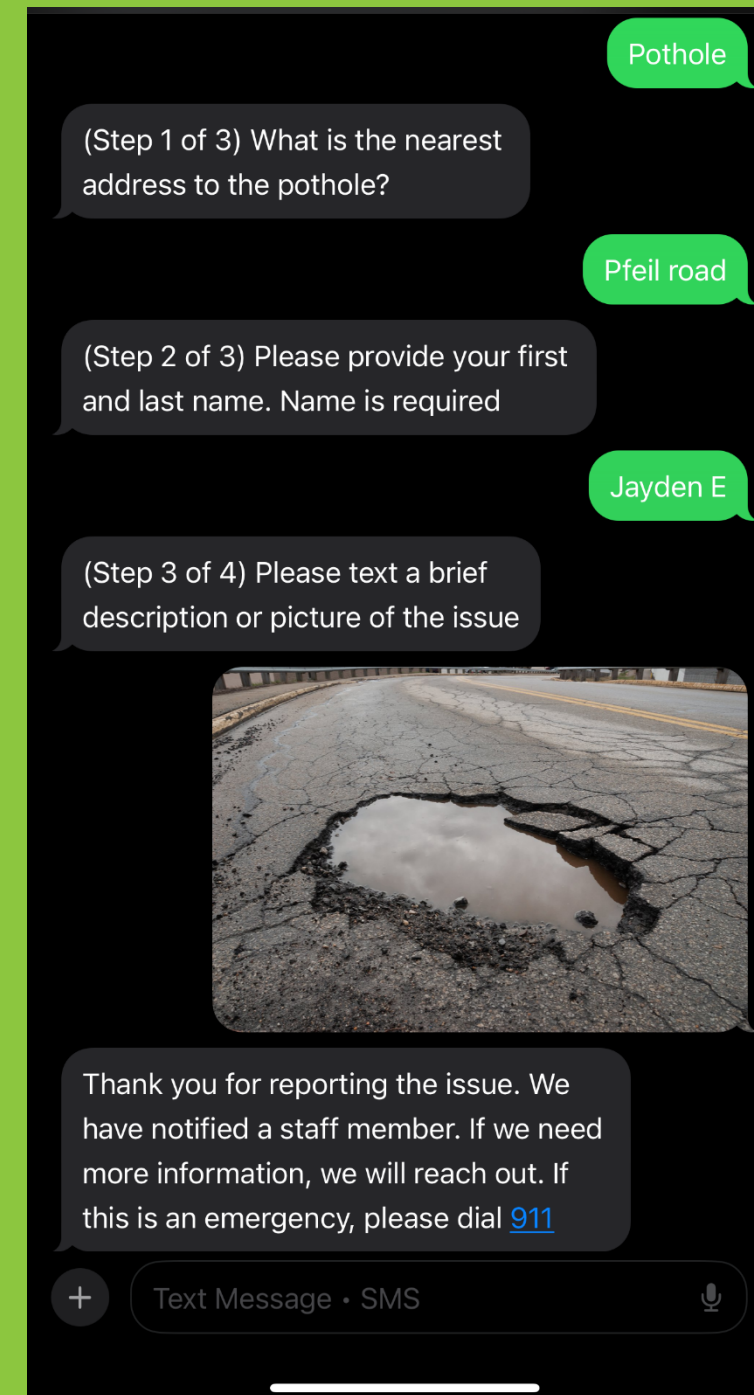 Pothole
(Step 1 of 3) What is the nearest
address to the pothole?
Pfeil road
(Step 2 of 3) Please provide your first
and last name. Name is required
Jayden E
(Step 3 of 4) Please text a brief
description or picture of the issue
Thank you for reporting the issue. We
have notified a staff member. If we need
more information, we will reach out. If
this is an emergency, please dial 911
Text Message • SMS